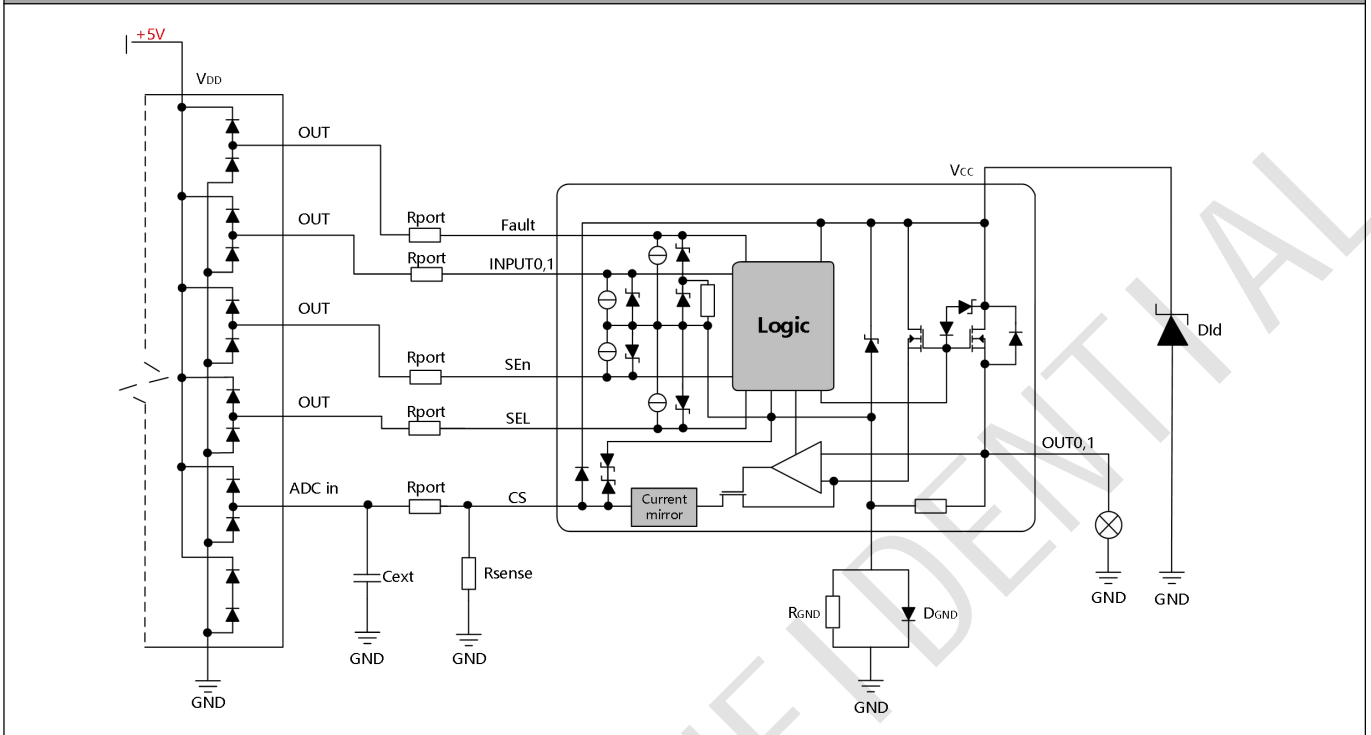 +5V
VDD
OUT
VCC
OUT
Rport
Fault
Rport
INPUT0,1
OUT
Logic
Dld
Rport
SEn
OUT
Rport
SEL
OUT0,1
ADC in
Rport
CS
Current
mirror
Cext
Rsense
RGND
DGND
GND
GND
GND
GND
GND
GND